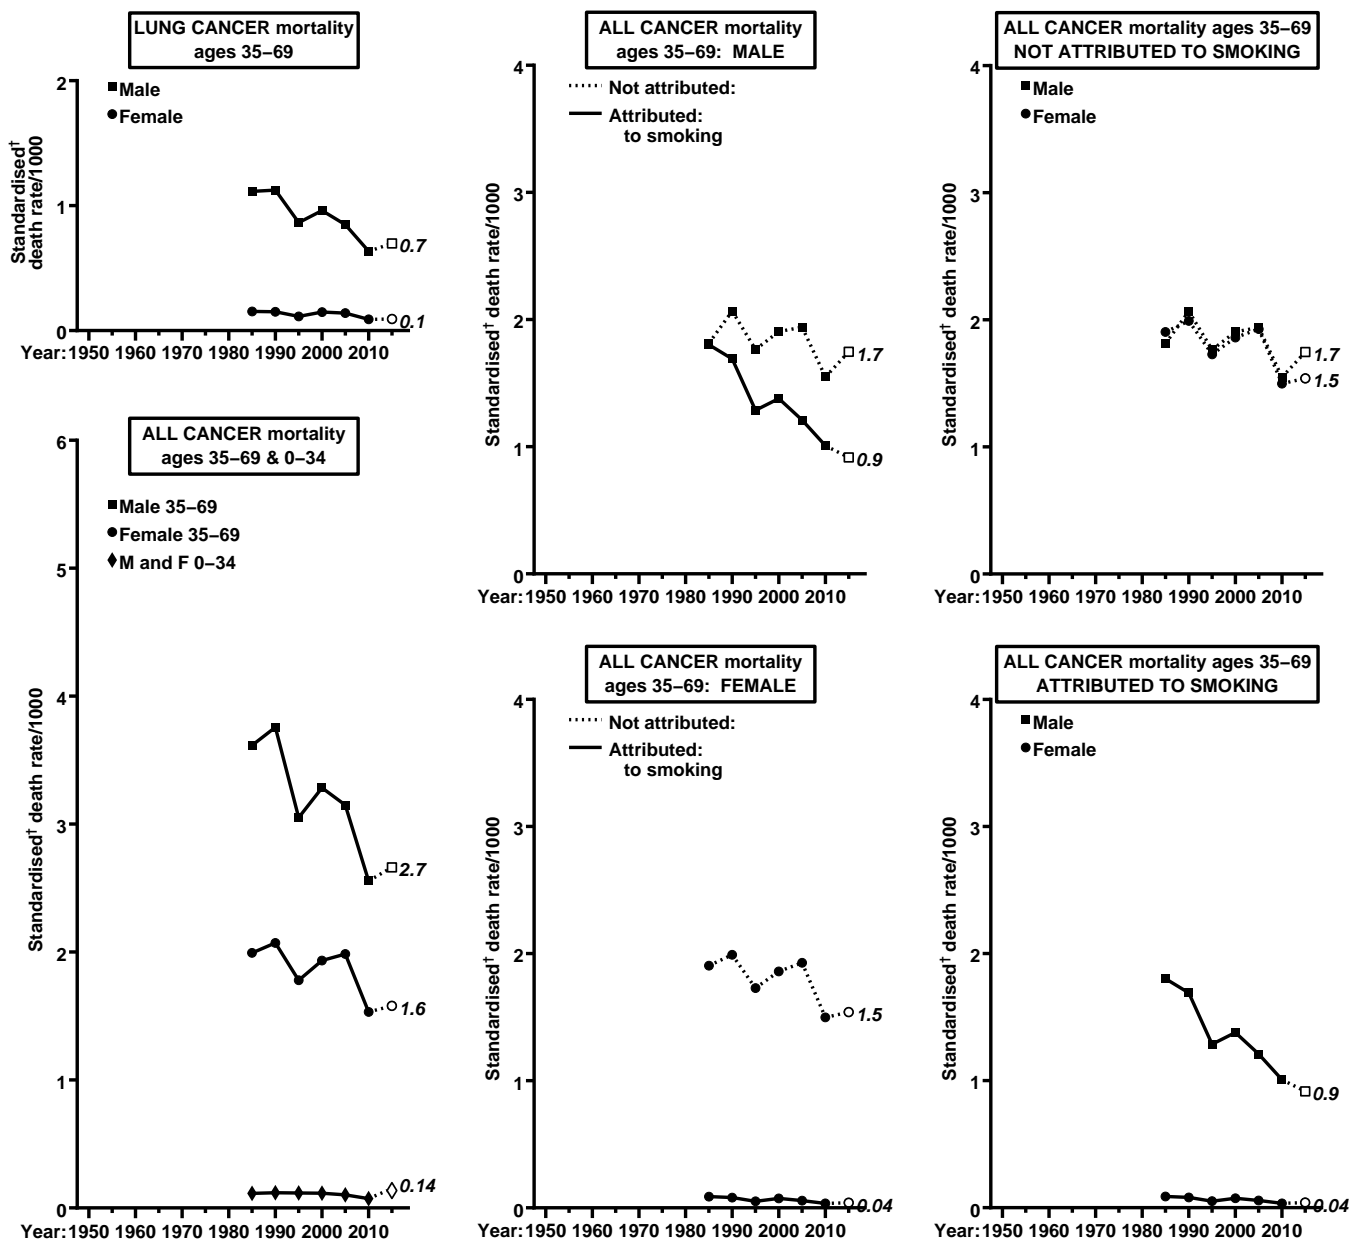 LUNG CANCER mortality
ages 35–69
2
1
0
Male
Female
Standardised†
death rate/1000
0.7
0.1
Year: 1950 1960 1970 1980 1990 2000 2010
ALL CANCER mortality
ages 35–69 & 0–34
6
5
4
3
2
1
0
Male 35–69
Female 35–69
M and F 0–34
Standardised† death rate/1000
2.7
1.6
0.14
Year: 1950 1960 1970 1980 1990 2000 2010
ALL CANCER mortality
ages 35–69: MALE
4
3
2
1
0
Not attributed:
Attributed:
to smoking
Standardised† death rate/1000
1.7
0.9
Year: 1950 1960 1970 1980 1990 2000 2010
ALL CANCER mortality
ages 35–69: FEMALE
4
3
2
1
0
Not attributed:
Attributed:
to smoking
Standardised† death rate/1000
1.5
0.04
Year: 1950 1960 1970 1980 1990 2000 2010
ALL CANCER mortality ages 35–69
NOT ATTRIBUTED TO SMOKING
4
3
2
1
0
Male
Female
Standardised† death rate/1000
1.7
1.5
Year: 1950 1960 1970 1980 1990 2000 2010
ALL CANCER mortality ages 35–69
ATTRIBUTED TO SMOKING
4
3
2
1
0
Male
Female
Standardised† death rate/1000
0.9
0.04
Year: 1950 1960 1970 1980 1990 2000 2010